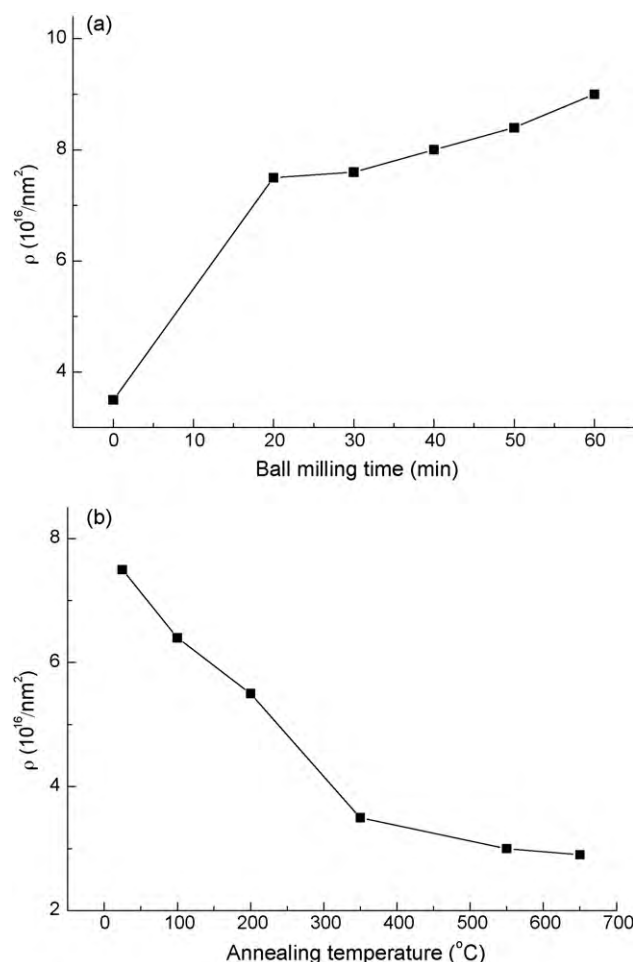 (a)
10
8
6
4
ρ (10¹⁶/nm²)
0 10 20 30 40 50 60
Ball milling time (min)
(b)
8
6
4
2
ρ (10¹⁶/nm²)
0 100 200 300 400 500 600 700
Annealing temperature (°C)